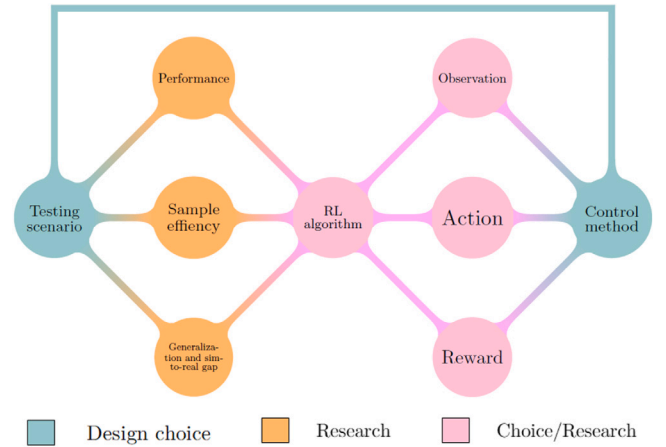 Performance
Observation
Testing
scenario
Sample
effiency
RL
algorithm
Action
Control
method
Generaliza-
tion and sim-
to-real gap
Reward
Design choice
Research
Choice/Research